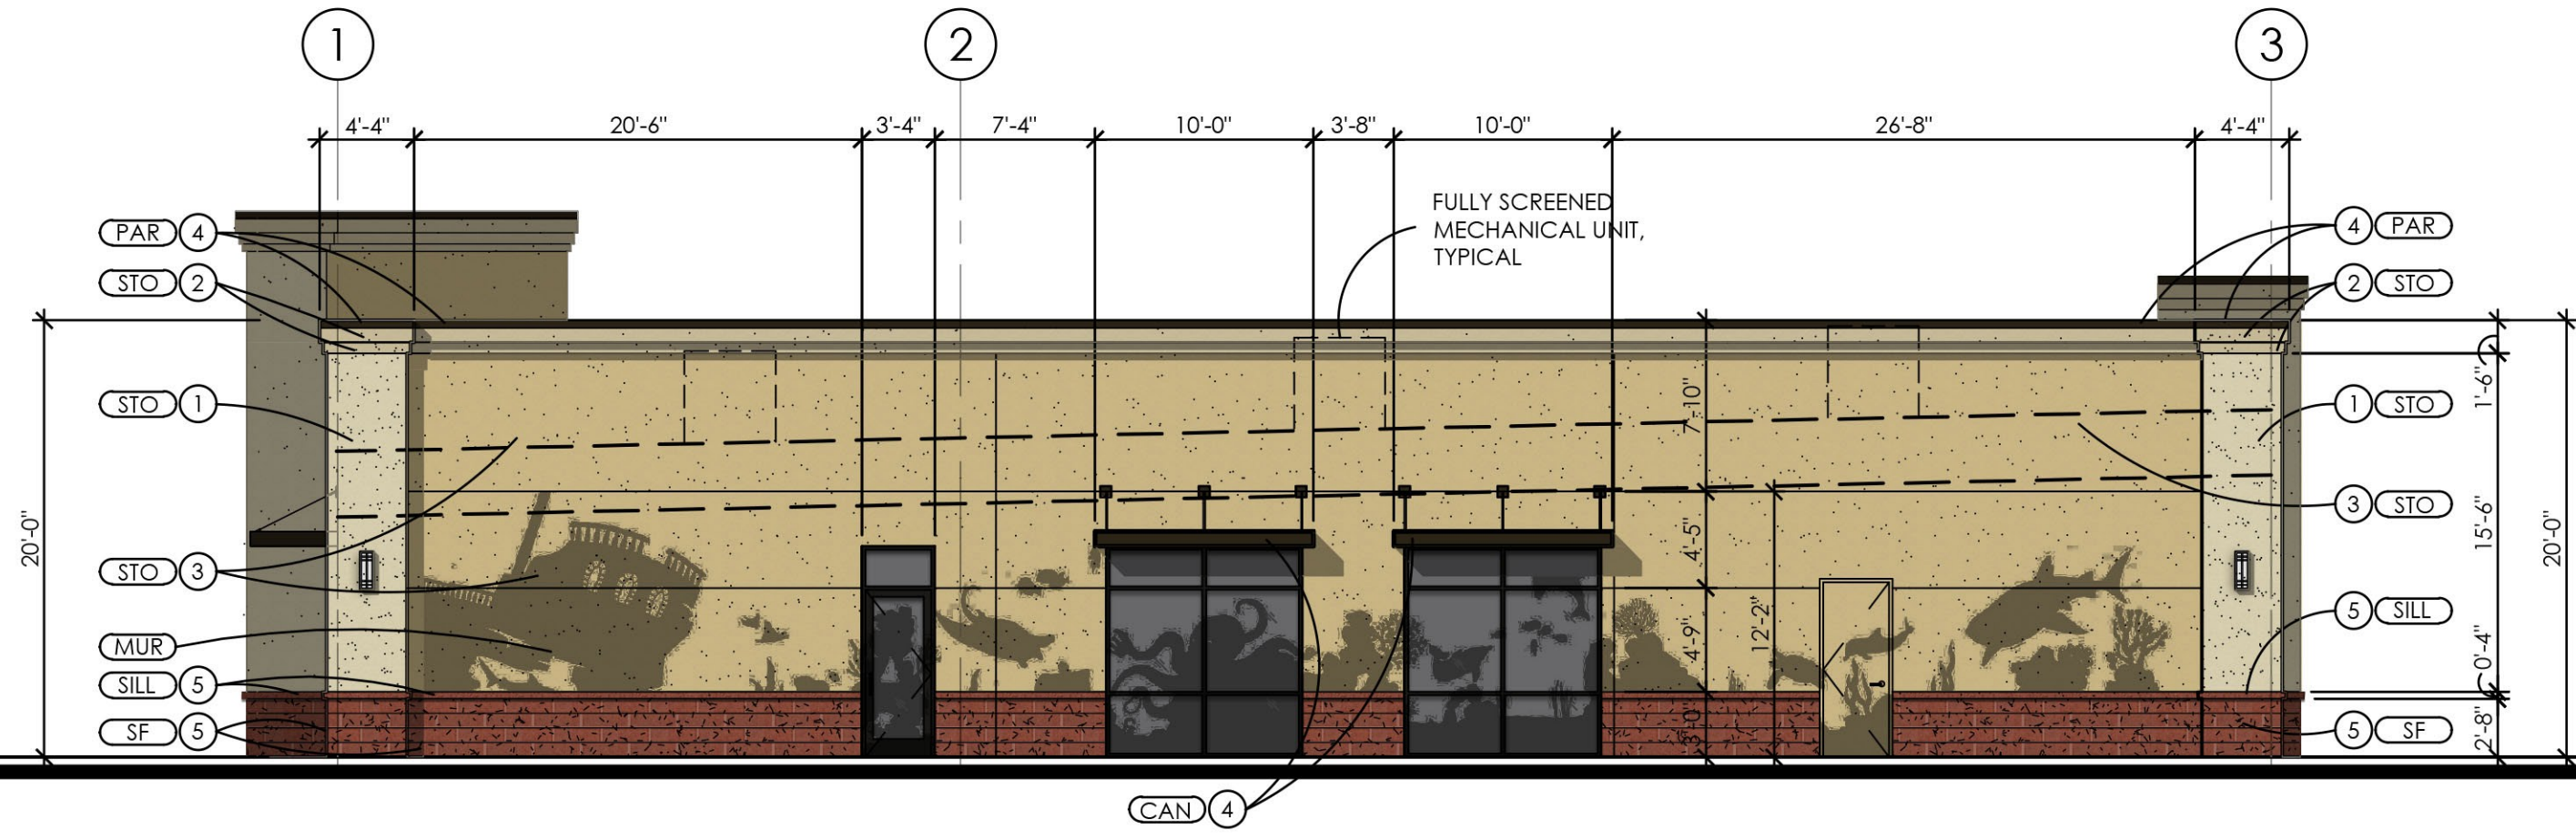 1
2
3
4'-4"
20'-6"
3'-4"
7'-4"
10'-0"
3'-8"
10'-0"
26'-8"
4'-4"
FULLY SCREENED
MECHANICAL UNIT,
TYPICAL
PAR 4
STO 2
STO 1
STO 3
MUR
SILL 5
SF 5
20'-0"
7'-10"
4'-5"
4'-9"
3'-0"
12'-2"
4 PAR
2 STO
1 STO
3 STO
5 SILL
5 SF
1'-6"
15'-6"
0'-4"
2'-8"
20'-0"
CAN 4